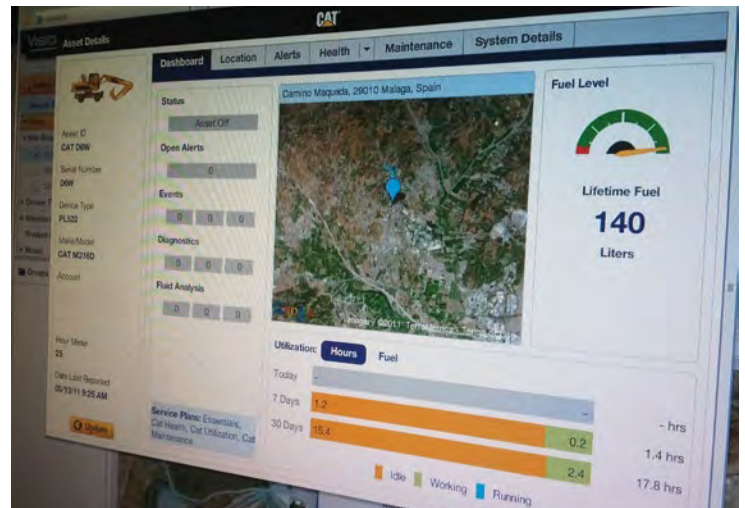 CAT
Asset Details
Dashboard
Location
Alerts
Health
Maintenance
System Details
Asset ID
CAT D6W
Serial Number
D6W
Device Type
PL522
Make/Model
CAT M316D
Account
Hour Meter
25
Date Last Reported
05/13/11 9:25 AM
Update
Status
Asset Off
Open Alerts
0
Events
0 0 0
Diagnostics
0 0 0
Fluid Analysis
0 0 0
Service Plans: Essentials,
Cat Health, Cat Utilization, Cat
Maintenance
Camino Maqueda, 29010 Malaga, Spain
Imagery ©2011 TerraMetrics
Fuel Level
Lifetime Fuel
140
Liters
Utilization: Hours Fuel
Today - - - hrs
7 Days 1.2 0.2 1.4 hrs
30 Days 15.4 2.4 17.8 hrs
Idle Working Running